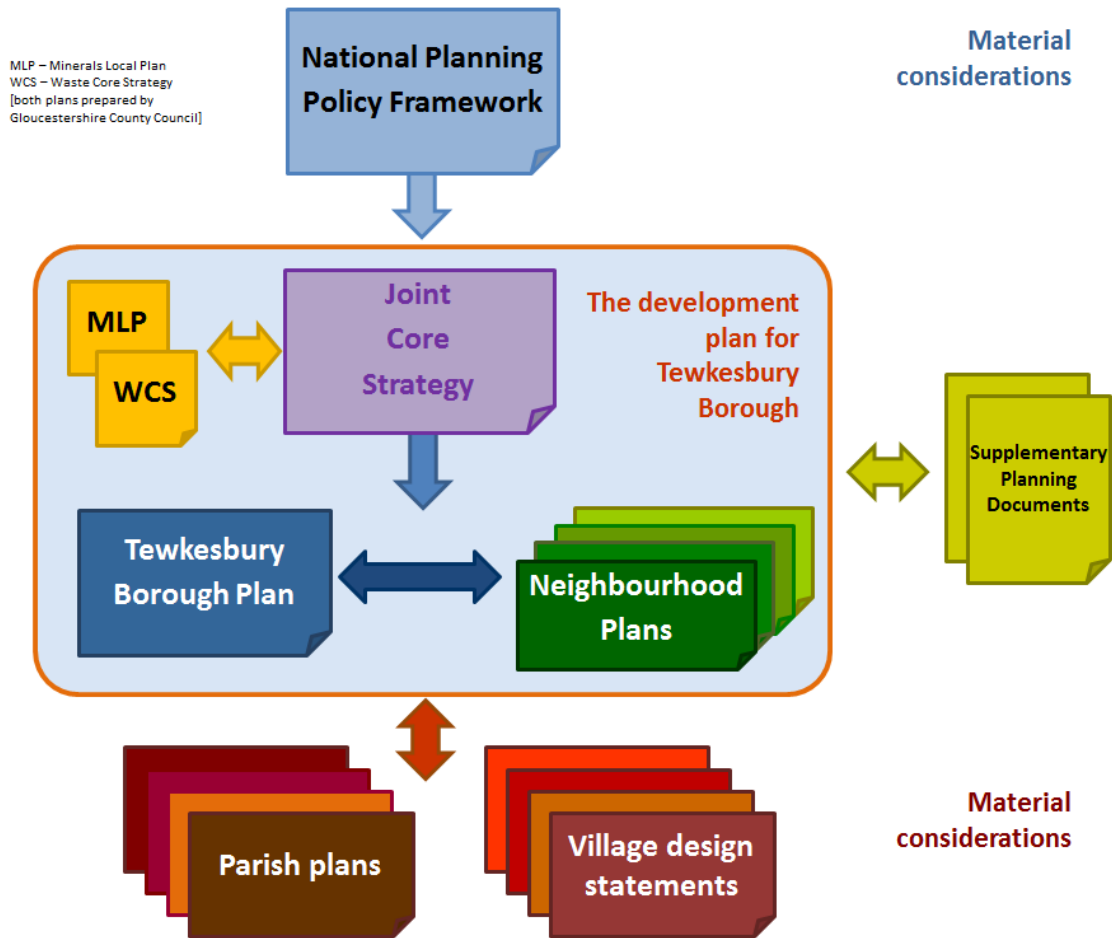 MLP – Minerals Local Plan
WCS – Waste Core Strategy
[both plans prepared by
Gloucestershire County Council]
National Planning
Policy Framework
Material
considerations
MLP
WCS
Joint
Core
Strategy
The development
plan for
Tewkesbury
Borough
Supplementary
Planning
Documents
Tewkesbury
Borough Plan
Neighbourhood
Plans
Parish plans
Village design
statements
Material
considerations